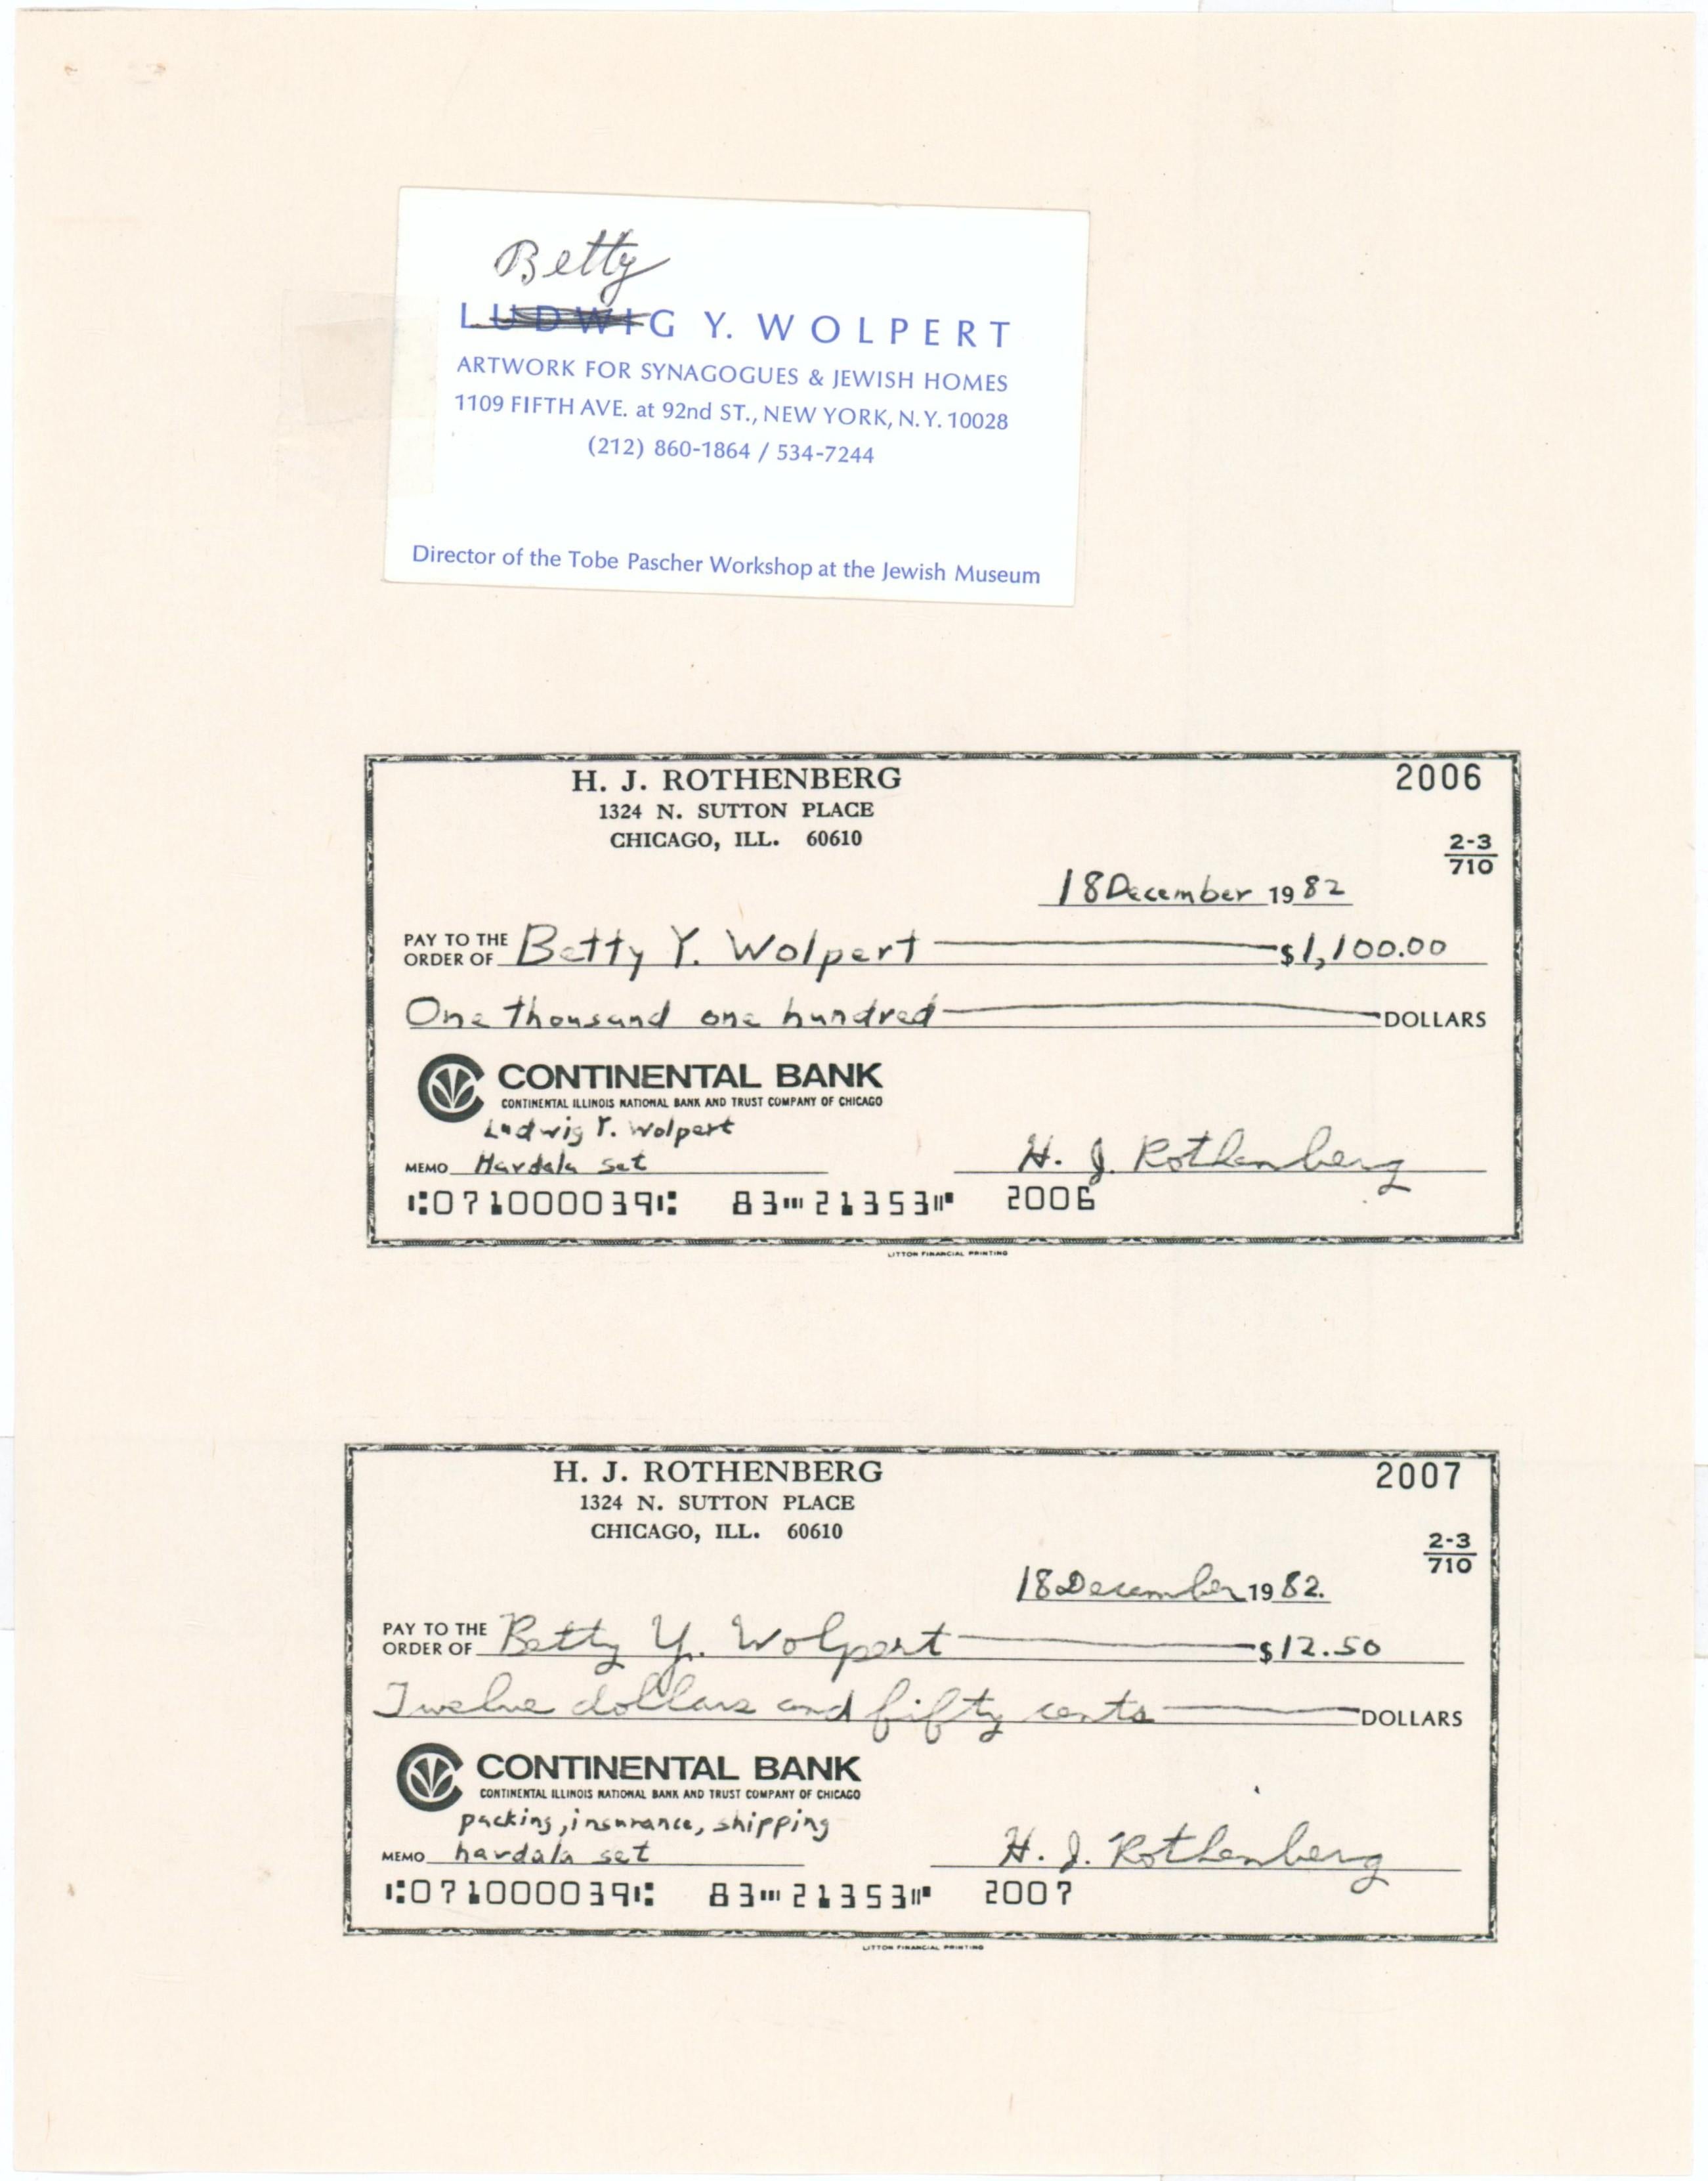 Betty
LUDWIG Y. WOLPERT
ARTWORK FOR SYNAGOGUES & JEWISH HOMES
1109 FIFTH AVE. at 92nd ST., NEW YORK, N.Y. 10028
(212) 860-1864 / 534-7244
Director of the Tobe Pascher Workshop at the Jewish Museum
H. J. ROTHENBERG 2006
1324 N. SUTTON PLACE
CHICAGO, ILL. 60610
2-3
710
18 December 1982
PAY TO THE
ORDER OF Betty Y. Wolpert $1,100.00
One thousand one hundred DOLLARS
CONTINENTAL BANK
CONTINENTAL ILLINOIS NATIONAL BANK AND TRUST COMPANY OF CHICAGO
Ludwig Y. Wolpert
MEMO Havdala set H. J. Rothenberg
⑆071000039⑆ 83⑉21353⑈ 2006
LITTON FINANCIAL PRINTING
H. J. ROTHENBERG 2007
1324 N. SUTTON PLACE
CHICAGO, ILL. 60610
2-3
710
18 December 1982.
PAY TO THE
ORDER OF Betty Y. Wolpert $12.50
Twelve dollars and fifty cents DOLLARS
CONTINENTAL BANK
CONTINENTAL ILLINOIS NATIONAL BANK AND TRUST COMPANY OF CHICAGO
packing, insurance, shipping
MEMO havdala set H. J. Rothenberg
⑆071000039⑆ 83⑉21353⑈ 2007
LITTON FINANCIAL PRINTING